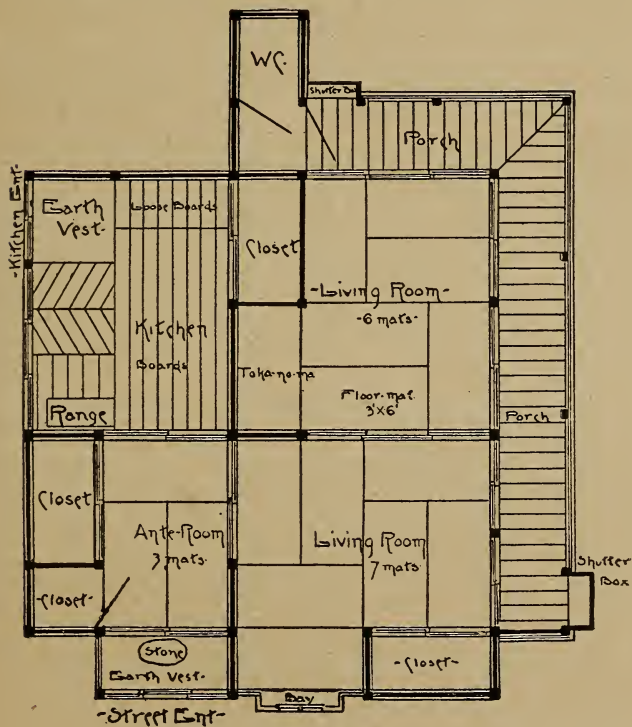 WC.
Shutter Box
Porch
Earth
Vest-
Loose Boards
-Kitchen Ent-
Closet
-Living Room-
-6 mats-
Kitchen
Boards
Toka-no-ma
Floor-mat
3'x6'
Range
Porch
Closet
Ante-Room
3 mats.
Living Room
7 mats.
Shutter
Box
-Closet-
Stone
Earth Vest-
-Closet-
Bay
-Street Ent-